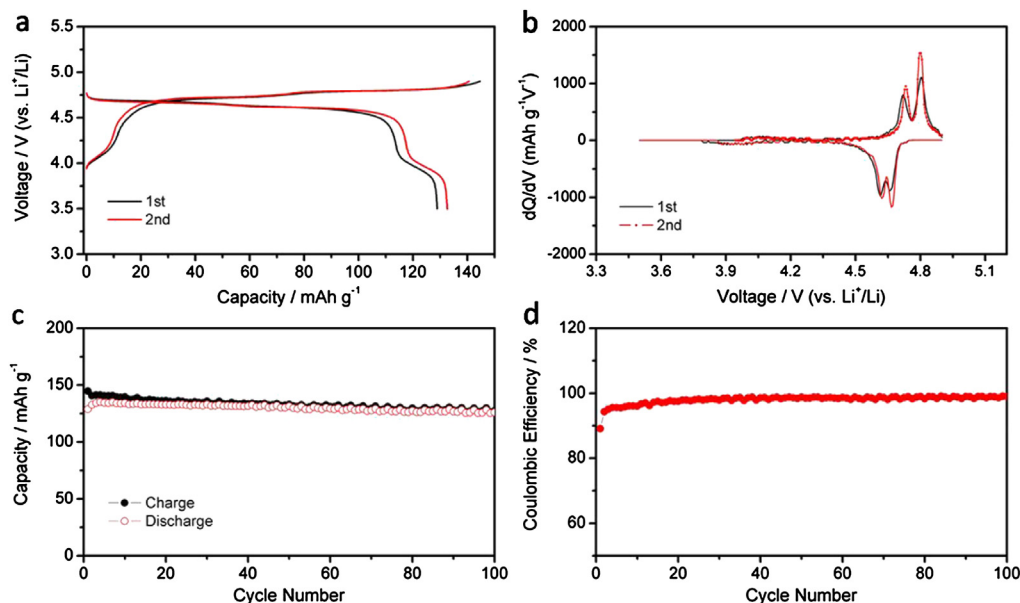 a
5.5
5.0
4.5
4.0
3.5
3.0
Voltage / V (vs. Li⁺/Li)
1st
2nd
0 20 40 60 80 100 120 140 160
Capacity / mAh g⁻¹
b
2000
1000
0
-1000
-2000
dQ/dV (mAh g⁻¹V⁻¹)
1st
2nd
3.3 3.6 3.9 4.2 4.5 4.8 5.1
Voltage / V (vs. Li⁺/Li)
c
200
150
100
50
0
Capacity / mAh g⁻¹
Charge
Discharge
0 20 40 60 80 100
Cycle Number
d
120
100
80
60
Coulombic Efficiency / %
0 20 40 60 80 100
Cycle Number